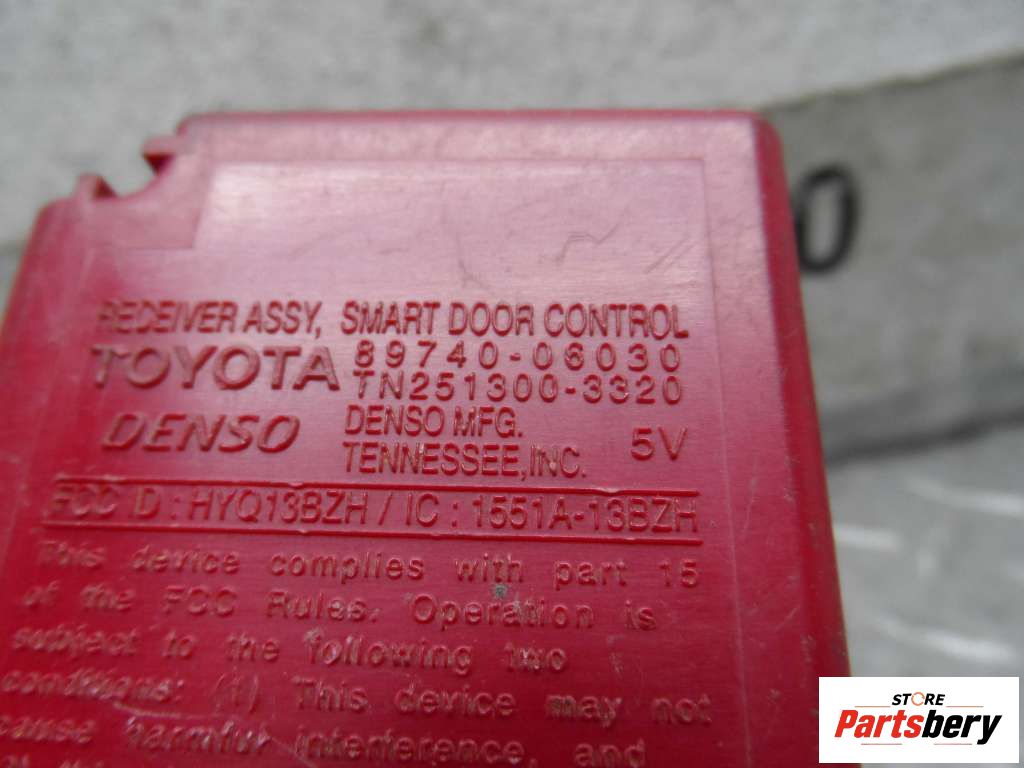 RECEIVER ASSY, SMART DOOR CONTROL
TOYOTA 89740-06030
TN251300-3320
DENSO DENSO MFG. 5V
TENNESSEE, INC.
FCC ID : HYQ13BZH / IC : 1551A-13BZH
This device complies with part 15
of the FCC Rules. Operation is
subject to the following two
conditions: (1) This device may not
cause harmful interference, and
0
STORE
Partsbery